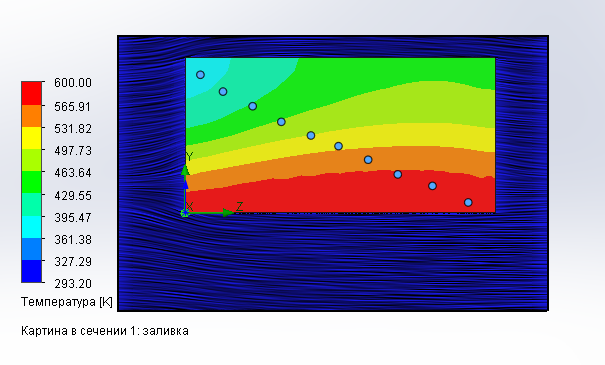 600.00
565.91
531.82
497.73
463.64
429.55
395.47
361.38
327.29
293.20
Температура [K]
Y
X
Z
Картина в сечении 1: заливка